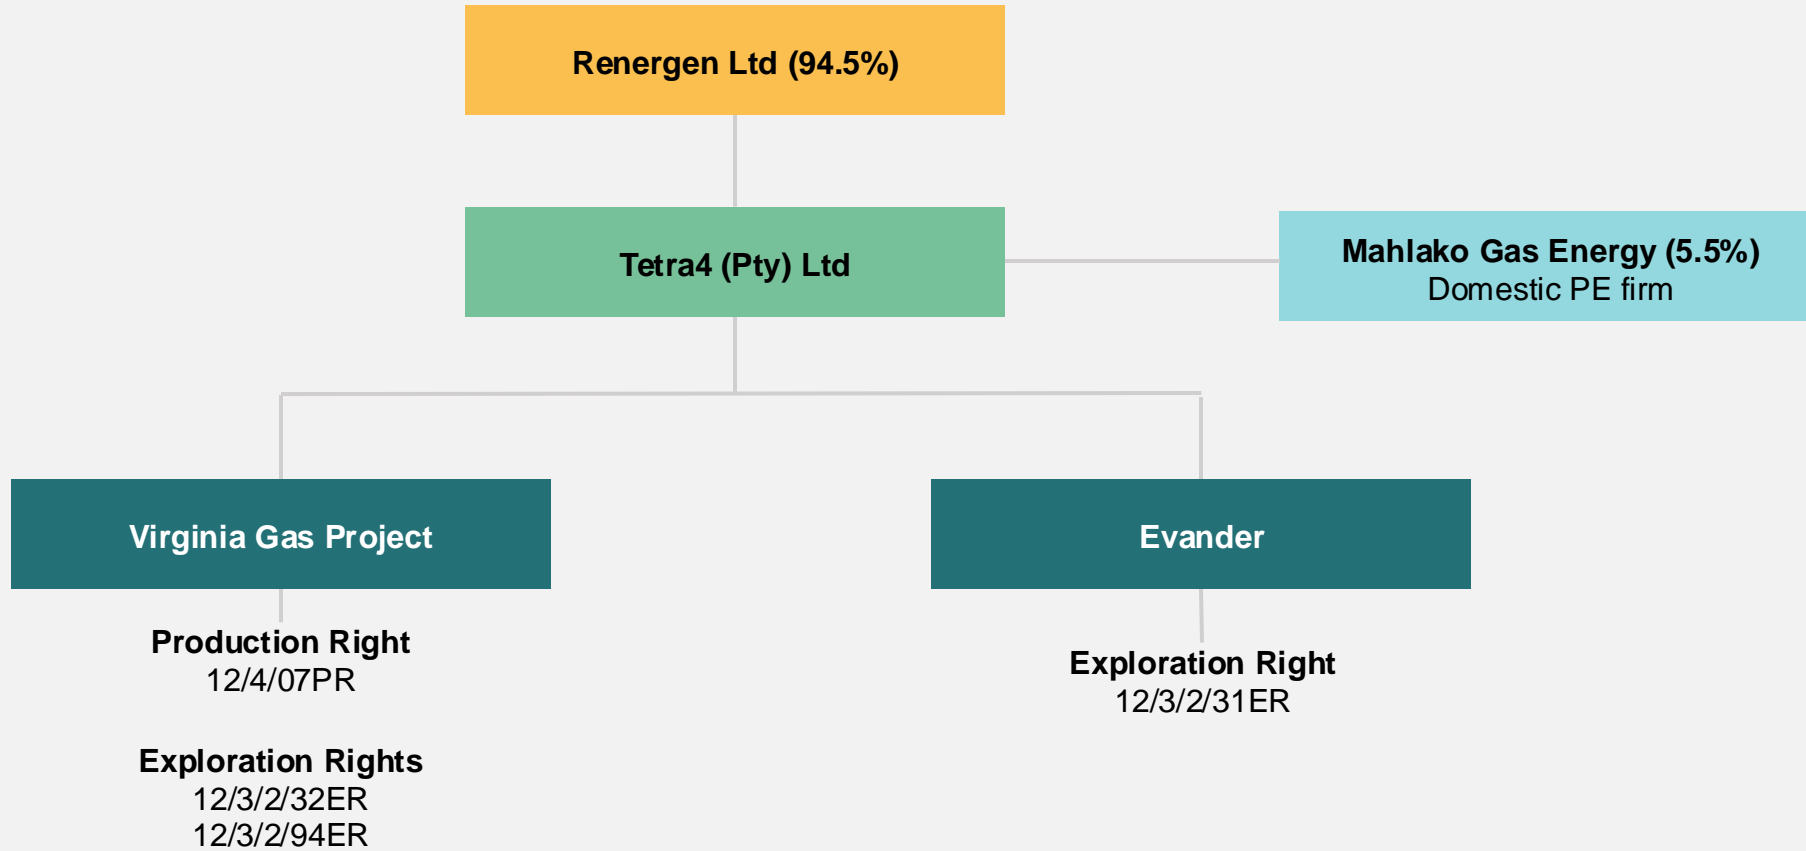 Renergen Ltd (94.5%)
Tetra4 (Pty) Ltd
Mahlako Gas Energy (5.5%)
Domestic PE firm
Virginia Gas Project
Evander
Production Right
12/4/07PR
Exploration Rights
12/3/2/32ER
12/3/2/94ER
Exploration Right
12/3/2/31ER